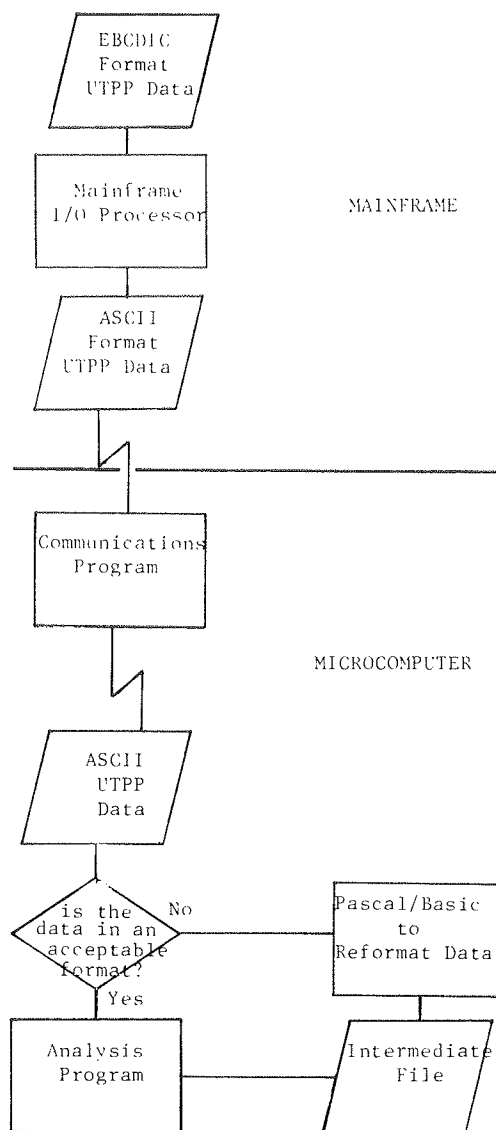 EBCDIC
Format
UTPP Data
Mainframe
I/O Processor
MAINFRAME
ASCII
Format
UTPP Data
Communications
Program
MICROCOMPUTER
ASCII
UTPP
Data
is the
data in an
acceptable
format?
No
Yes
Pascal/Basic
to
Reformat Data
Analysis
Program
Intermediate
File